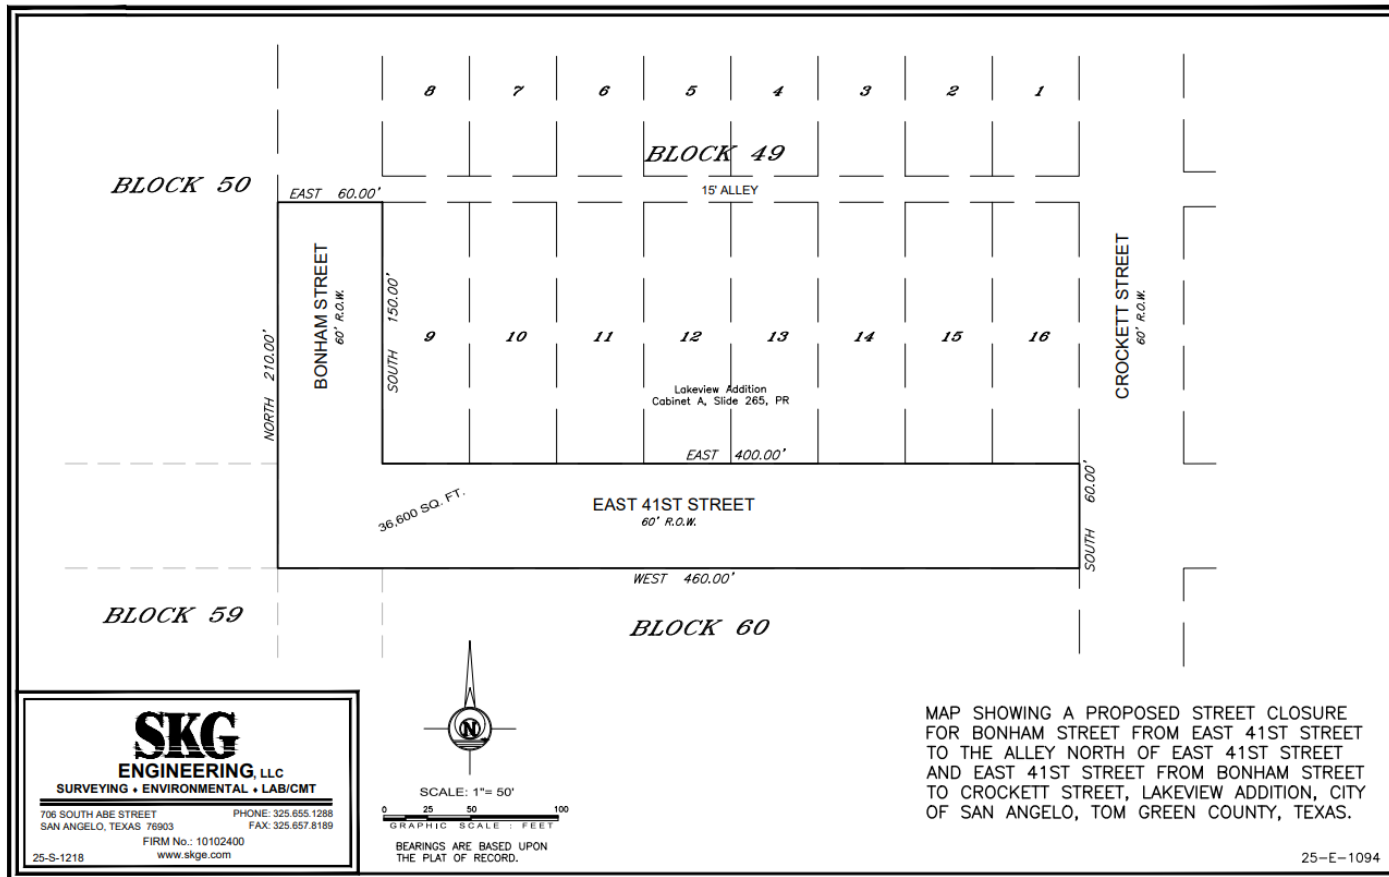 8 7 6 5 4 3 2 1
BLOCK 49
BLOCK 50
15' ALLEY
EAST 60.00'
BONHAM STREET
60' R.O.W.
SOUTH 150.00'
NORTH 210.00'
CROCKETT STREET
60' R.O.W.
9 10 11 12 13 14 15 16
Lakeview Addition
Cabinet A, Slide 265, PR
EAST 400.00'
36,600 SQ. FT.
EAST 41ST STREET
60' R.O.W.
SOUTH 60.00'
WEST 460.00'
BLOCK 59
BLOCK 60
N
SCALE: 1"= 50'
0 25 50 100
GRAPHIC SCALE : FEET
BEARINGS ARE BASED UPON
THE PLAT OF RECORD.
SKG
ENGINEERING, LLC
SURVEYING • ENVIRONMENTAL • LAB/CMT
706 SOUTH ABE STREET PHONE: 325.655.1288
SAN ANGELO, TEXAS 76903 FAX: 325.657.8189
FIRM No.: 10102400
www.skge.com
25-S-1218
MAP SHOWING A PROPOSED STREET CLOSURE
FOR BONHAM STREET FROM EAST 41ST STREET
TO THE ALLEY NORTH OF EAST 41ST STREET
AND EAST 41ST STREET FROM BONHAM STREET
TO CROCKETT STREET, LAKEVIEW ADDITION, CITY
OF SAN ANGELO, TOM GREEN COUNTY, TEXAS.
25-E-1094